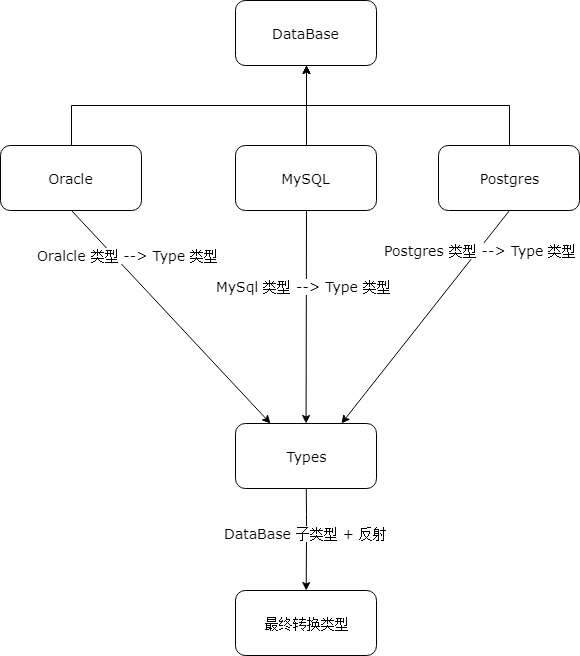 DataBase
Oracle
MySQL
Postgres
Oralcle 类型 --> Type 类型
Postgres 类型 --> Type 类型
MySql 类型 --> Type 类型
Types
DataBase 子类型 + 反射
最终转换类型